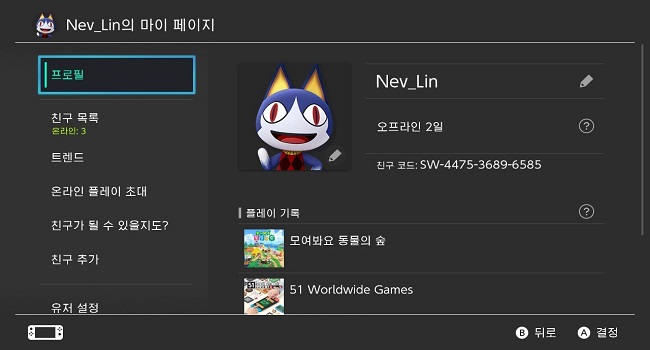 Nev_Lin의 마이 페이지
프로필
친구 목록
온라인: 3
트렌드
온라인 플레이 초대
친구가 될 수 있을지도?
친구 추가
유저 설정
Nev_Lin
오프라인 2일
?
친구 코드: SW-4475-3689-6585
플레이 기록
?
모여봐요 동물의 숲
51 Worldwide Games
B 뒤로
A 결정